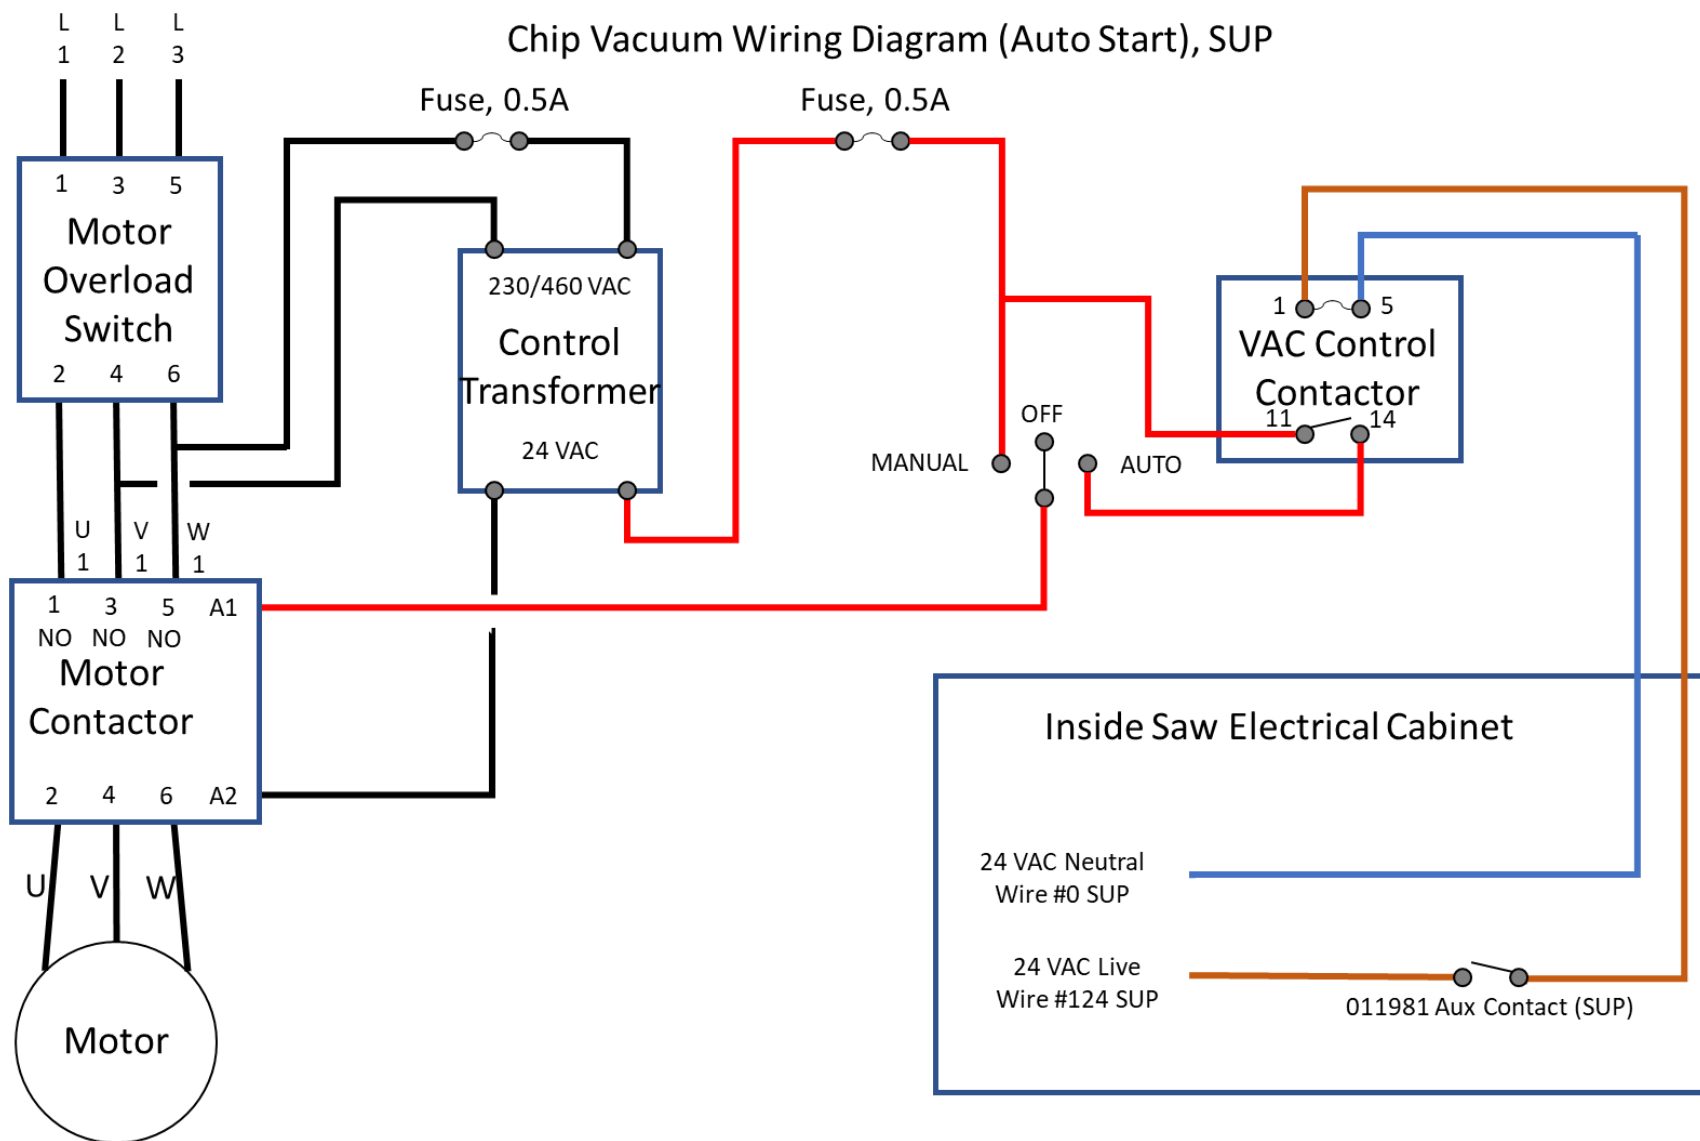 Chip Vacuum Wiring Diagram (Auto Start), SUP
L L L
1 2 3
Fuse, 0.5A
Fuse, 0.5A
1 3 5
Motor
Overload
Switch
2 4 6
230/460 VAC
Control
Transformer
24 VAC
1 5
VAC Control
Contactor
11 14
OFF
MANUAL
AUTO
U V W
1 1 1
1 3 5 A1
NO NO NO
Motor
Contactor
2 4 6 A2
U V W
Motor
Inside Saw Electrical Cabinet
24 VAC Neutral
Wire #0 SUP
24 VAC Live
Wire #124 SUP
011981 Aux Contact (SUP)